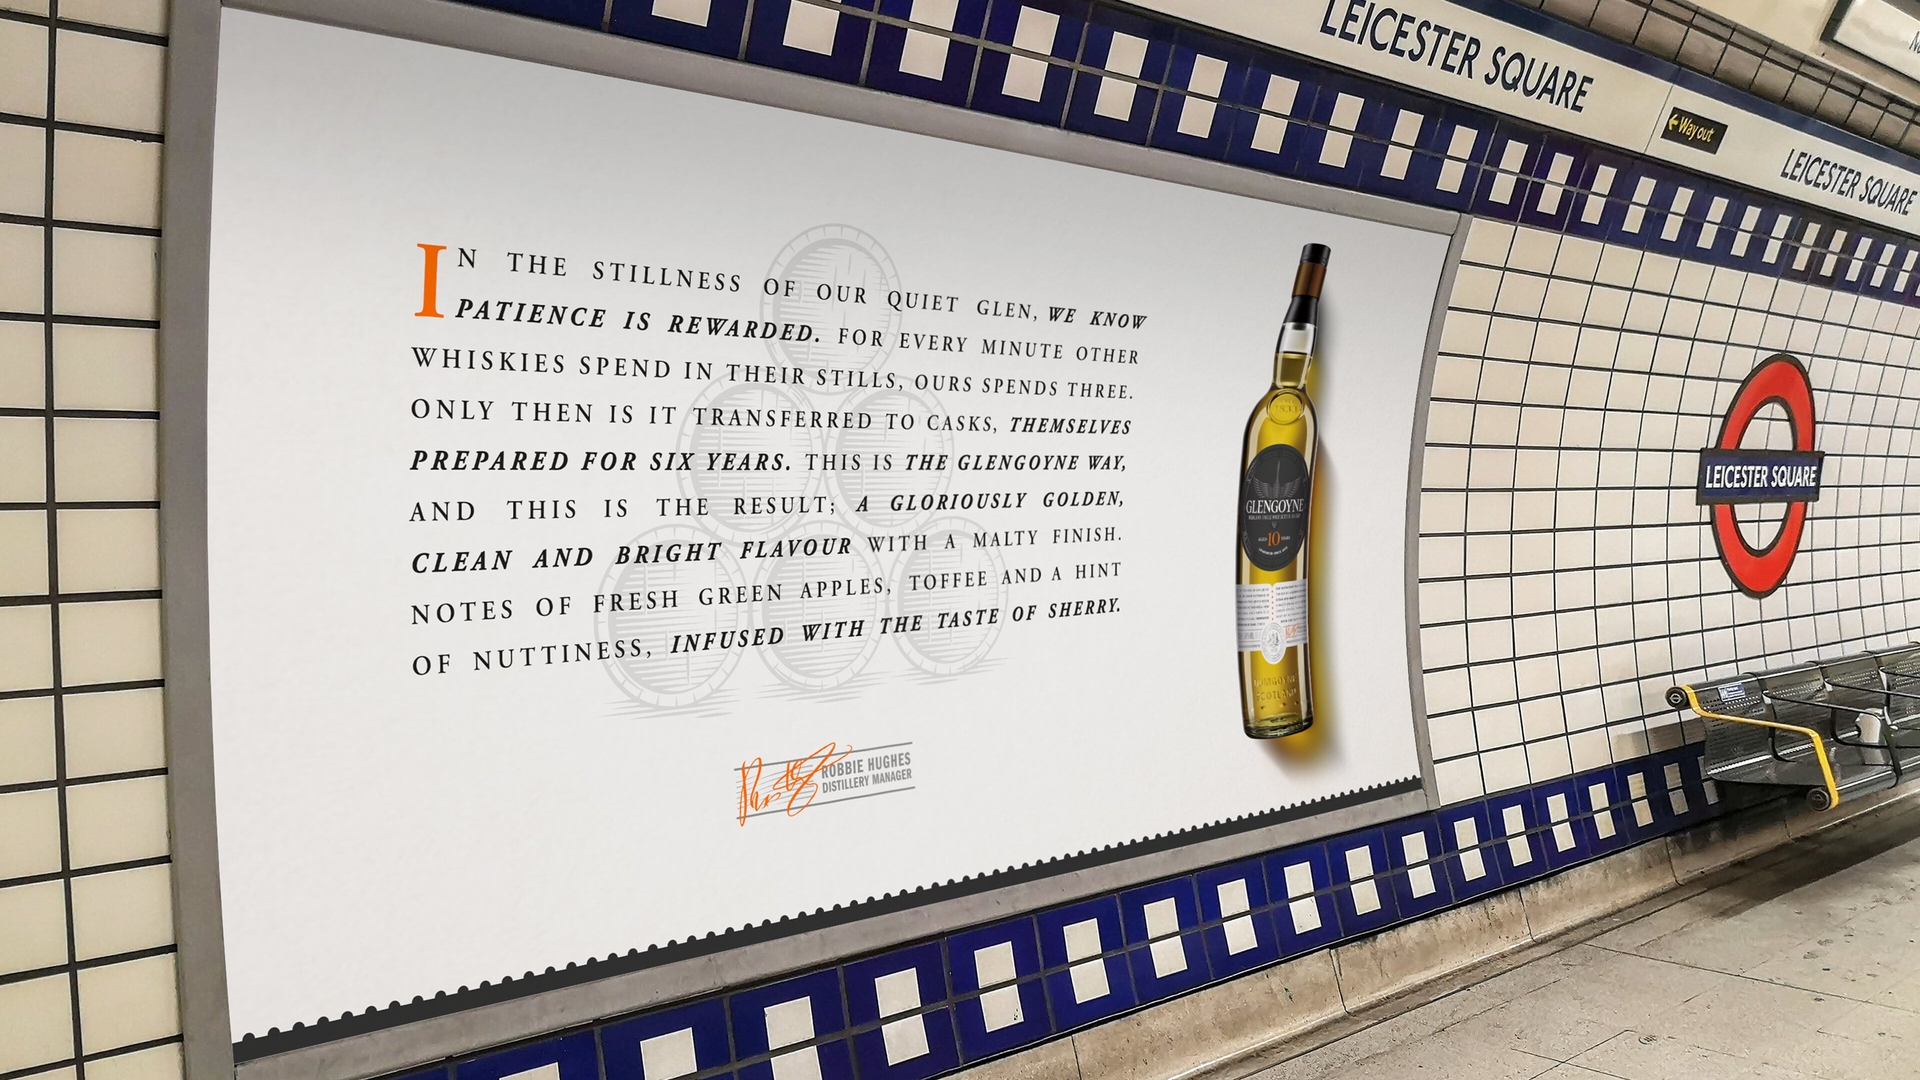 LEICESTER SQUARE
Way out
LEICESTER SQUARE
IN THE STILLNESS OF OUR QUIET GLEN, WE KNOW
PATIENCE IS REWARDED. FOR EVERY MINUTE OTHER
WHISKIES SPEND IN THEIR STILLS, OURS SPENDS THREE.
ONLY THEN IS IT TRANSFERRED TO CASKS, THEMSELVES
PREPARED FOR SIX YEARS. THIS IS THE GLENGOYNE WAY,
AND THIS IS THE RESULT; A GLORIOUSLY GOLDEN,
CLEAN AND BRIGHT FLAVOUR WITH A MALTY FINISH.
NOTES OF FRESH GREEN APPLES, TOFFEE AND A HINT
OF NUTTINESS, INFUSED WITH THE TASTE OF SHERRY.
ROBBIE HUGHES
DISTILLERY MANAGER
GLENGOYNE
10
SCOTLAND
LEICESTER SQUARE